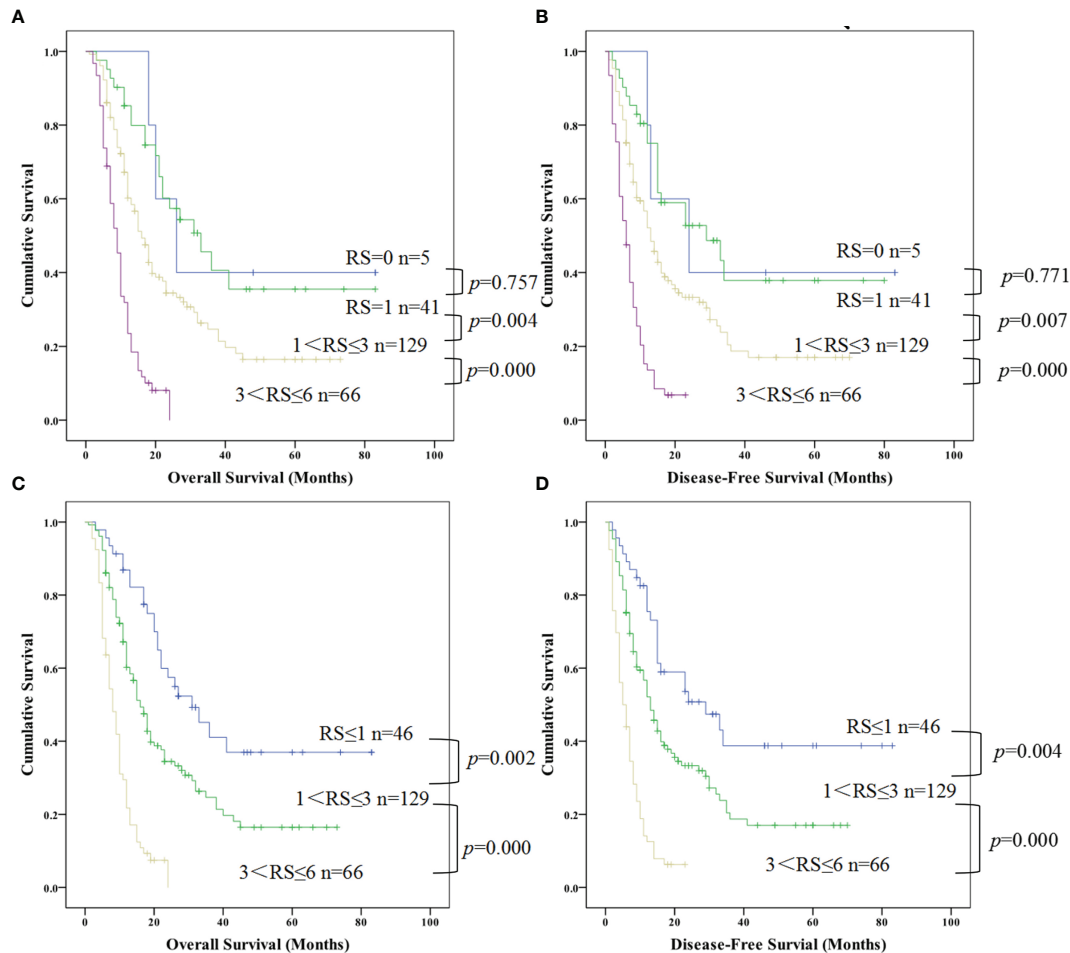 A
1.0
0.8
0.6
0.4
0.2
0.0
Cumulative Survival
RS=0 n=5
p=0.757
RS=1 n=41
p=0.004
1<RS≤3 n=129
p=0.000
3<RS≤6 n=66
0 20 40 60 80 100
Overall Survival (Months)
B
1.0
0.8
0.6
0.4
0.2
0.0
Cumulative Survival
RS=0 n=5
p=0.771
RS=1 n=41
p=0.007
1<RS≤3 n=129
p=0.000
3<RS≤6 n=66
0 20 40 60 80 100
Disease-Free Survival (Months)
C
1.0
0.8
0.6
0.4
0.2
0.0
Cumulative Survival
RS≤1 n=46
p=0.002
1<RS≤3 n=129
p=0.000
3<RS≤6 n=66
0 20 40 60 80 100
Overall Survival (Months)
D
1.0
0.8
0.6
0.4
0.2
0.0
Cumulative Survival
RS≤1 n=46
p=0.004
1<RS≤3 n=129
p=0.000
3<RS≤6 n=66
0 20 40 60 80 100
Disease-Free Survial (Months)